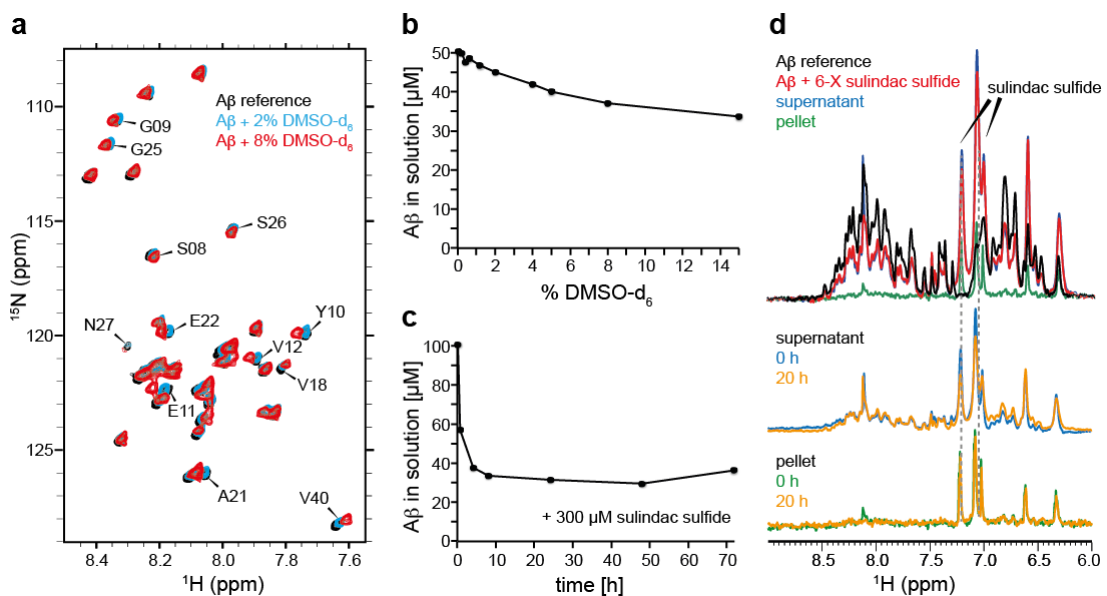 a
Aβ reference
Aβ + 2% DMSO-d6
Aβ + 8% DMSO-d6
G09
G25
S26
S08
N27
E22
Y10
V12
V18
E11
A21
V40
110
115
120
125
15N (ppm)
8.4 8.2 8.0 7.8 7.6
1H (ppm)
b
Aβ in solution [µM]
50
40
30
20
10
0
0 2 4 6 8 10 12 14
% DMSO-d6
c
Aβ in solution [µM]
100
80
60
40
20
0
+ 300 µM sulindac sulfide
0 10 20 30 40 50 60 70
time [h]
d
Aβ reference
Aβ + 6-X sulindac sulfide
supernatant
pellet
sulindac sulfide
supernatant
0 h
20 h
pellet
0 h
20 h
8.5 8.0 7.5 7.0 6.5 6.0
1H (ppm)